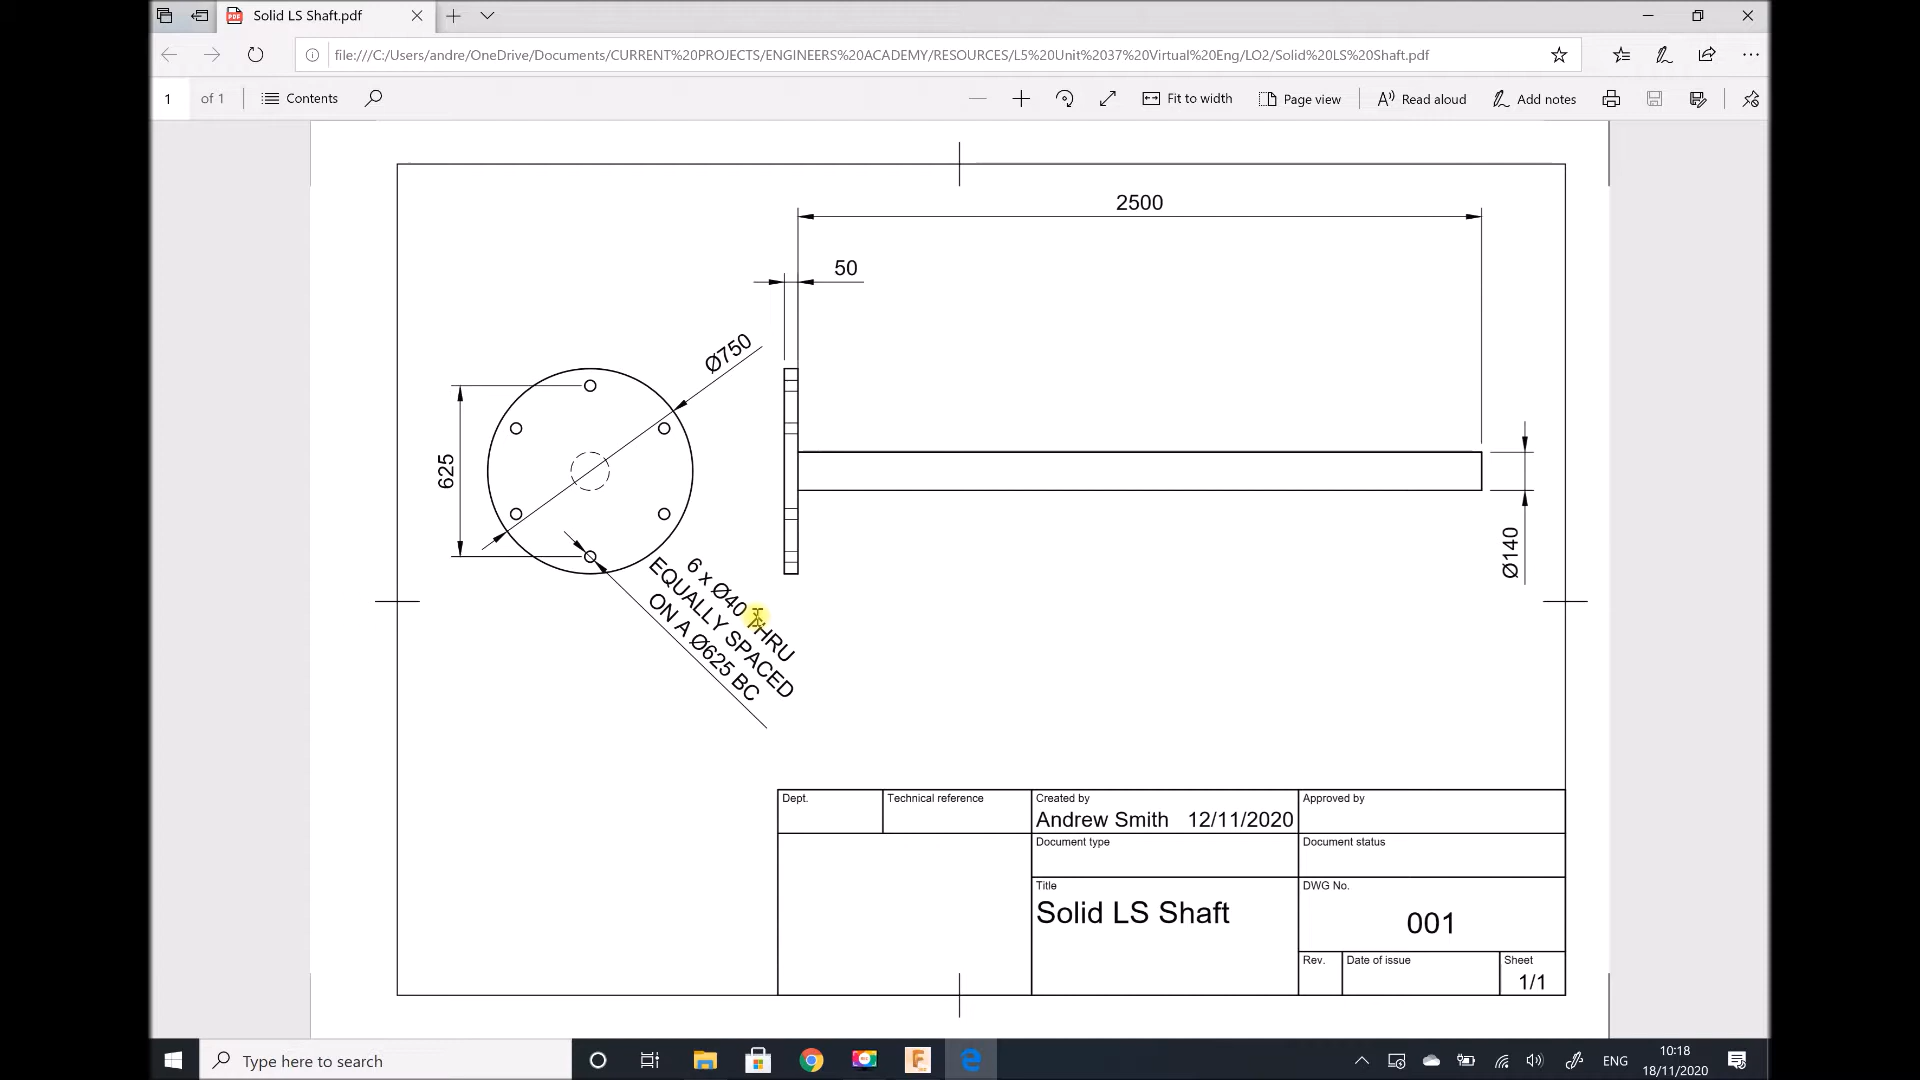 Solid LS Shaft.pdf
file:///C:/Users/andre/OneDrive/Documents/CURRENT%20PROJECTS/ENGINEERS%20ACADEMY/RESOURCES/L5%20Unit%2037%20Virtual%20Eng/LO2/Solid%20LS%20Shaft.pdf
1 of 1 Contents Fit to width Page view Read aloud Add notes
2500
50
Ø750
625
Ø140
6 x Ø40 THRU
EQUALLY SPACED
ON A Ø625 BC
Dept. Technical reference Created by Approved by
Andrew Smith 12/11/2020
Document type Document status
Title DWG No.
Solid LS Shaft
001
Rev. Date of issue Sheet
1/1
Type here to search
ENG
10:18
18/11/2020